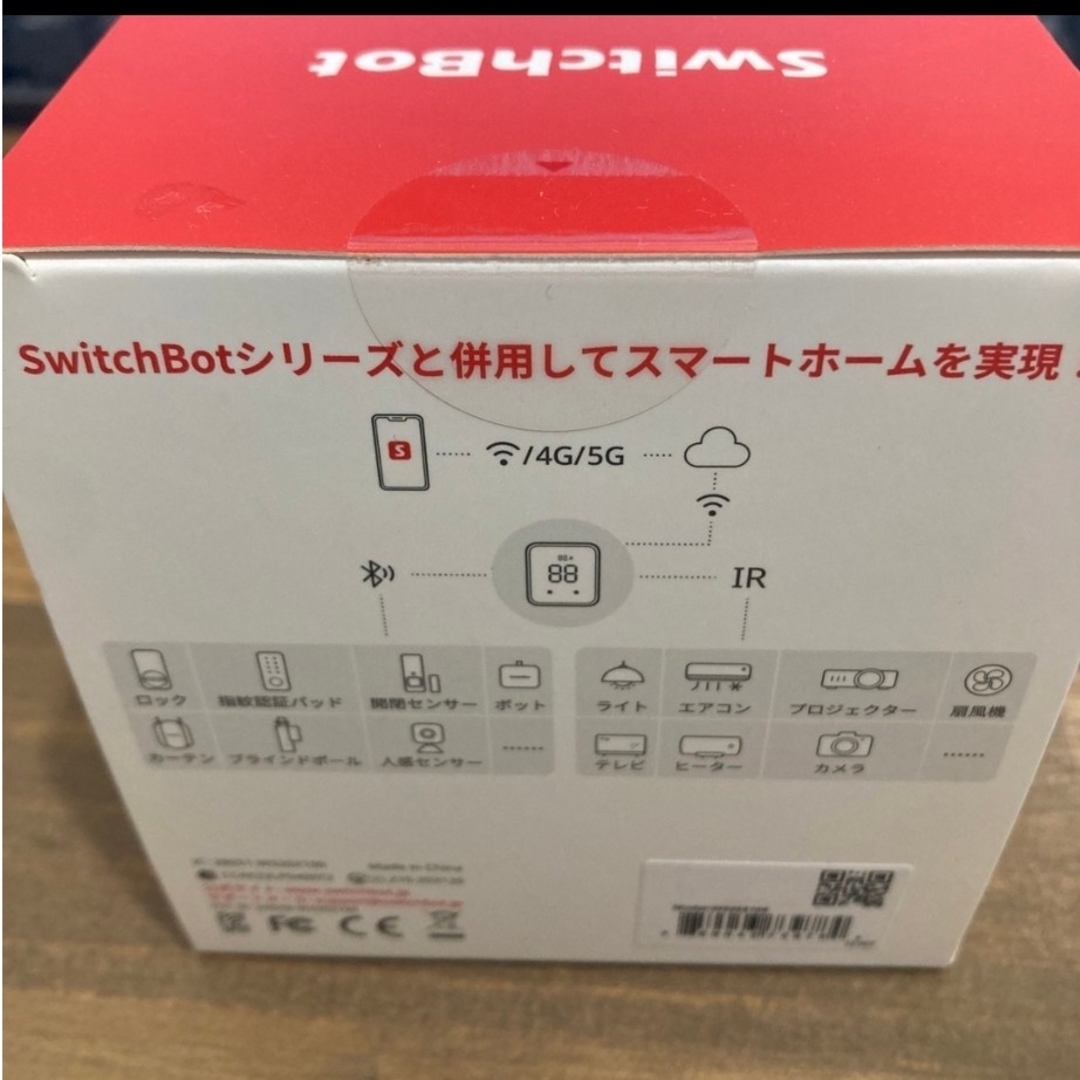 SwitchBot
SwitchBotシリーズと併用してスマートホームを実現
S
/4G/5G
88
IR
ロック 指紋認証パッド 開閉センサー ボット
カーテン ブラインドポール 人感センサー ……
ライト エアコン プロジェクター 扇風機
テレビ ヒーター カメラ ……
Made in China
FC CE